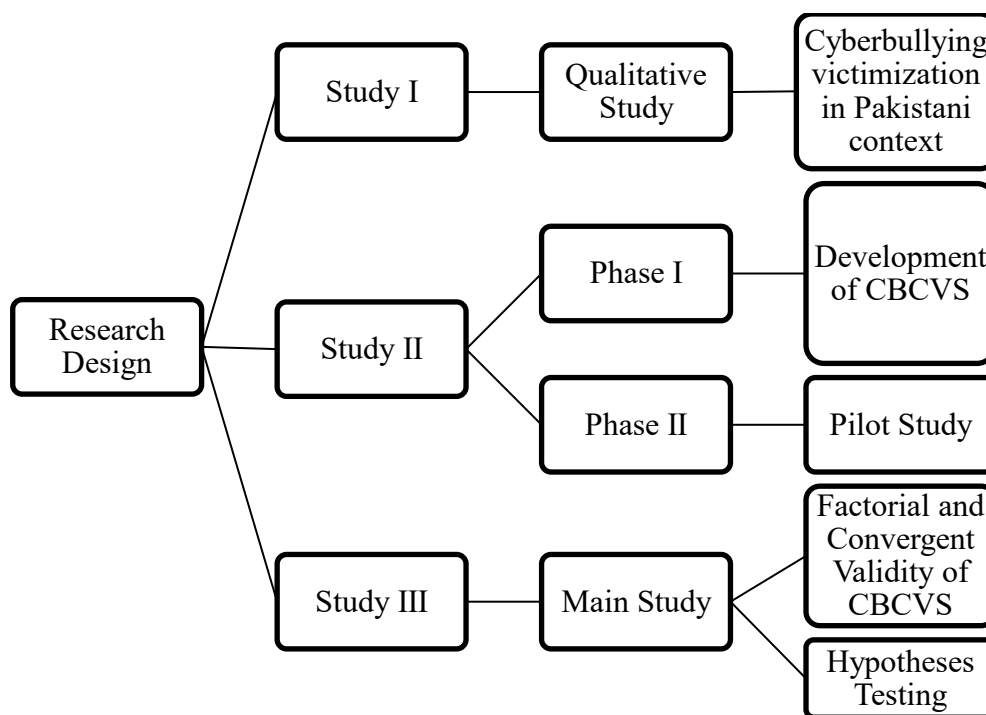 Research
Design
Study I
Qualitative
Study
Cyberbullying
victimization
in Pakistani
context
Study II
Phase I
Development
of CBCVS
Phase II
Pilot Study
Study III
Main Study
Factorial and
Convergent
Validity of
CBCVS
Hypotheses
Testing